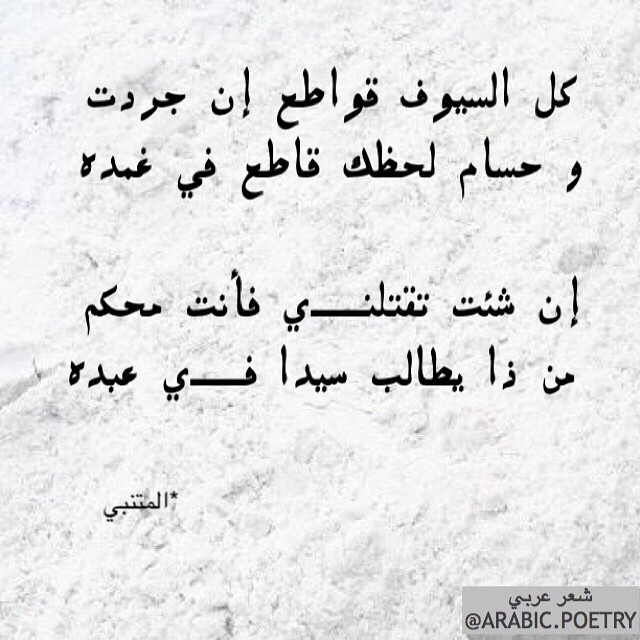 كل السيوف قواطع إن جردت
و حسام لحظك قاطع في غمده
إن شئت تقتلنـــي فأنت محكم
من ذا يطالب سيدا فـــي عبده
*المتنبي
شعر عربي
@ARABIC.POETRY